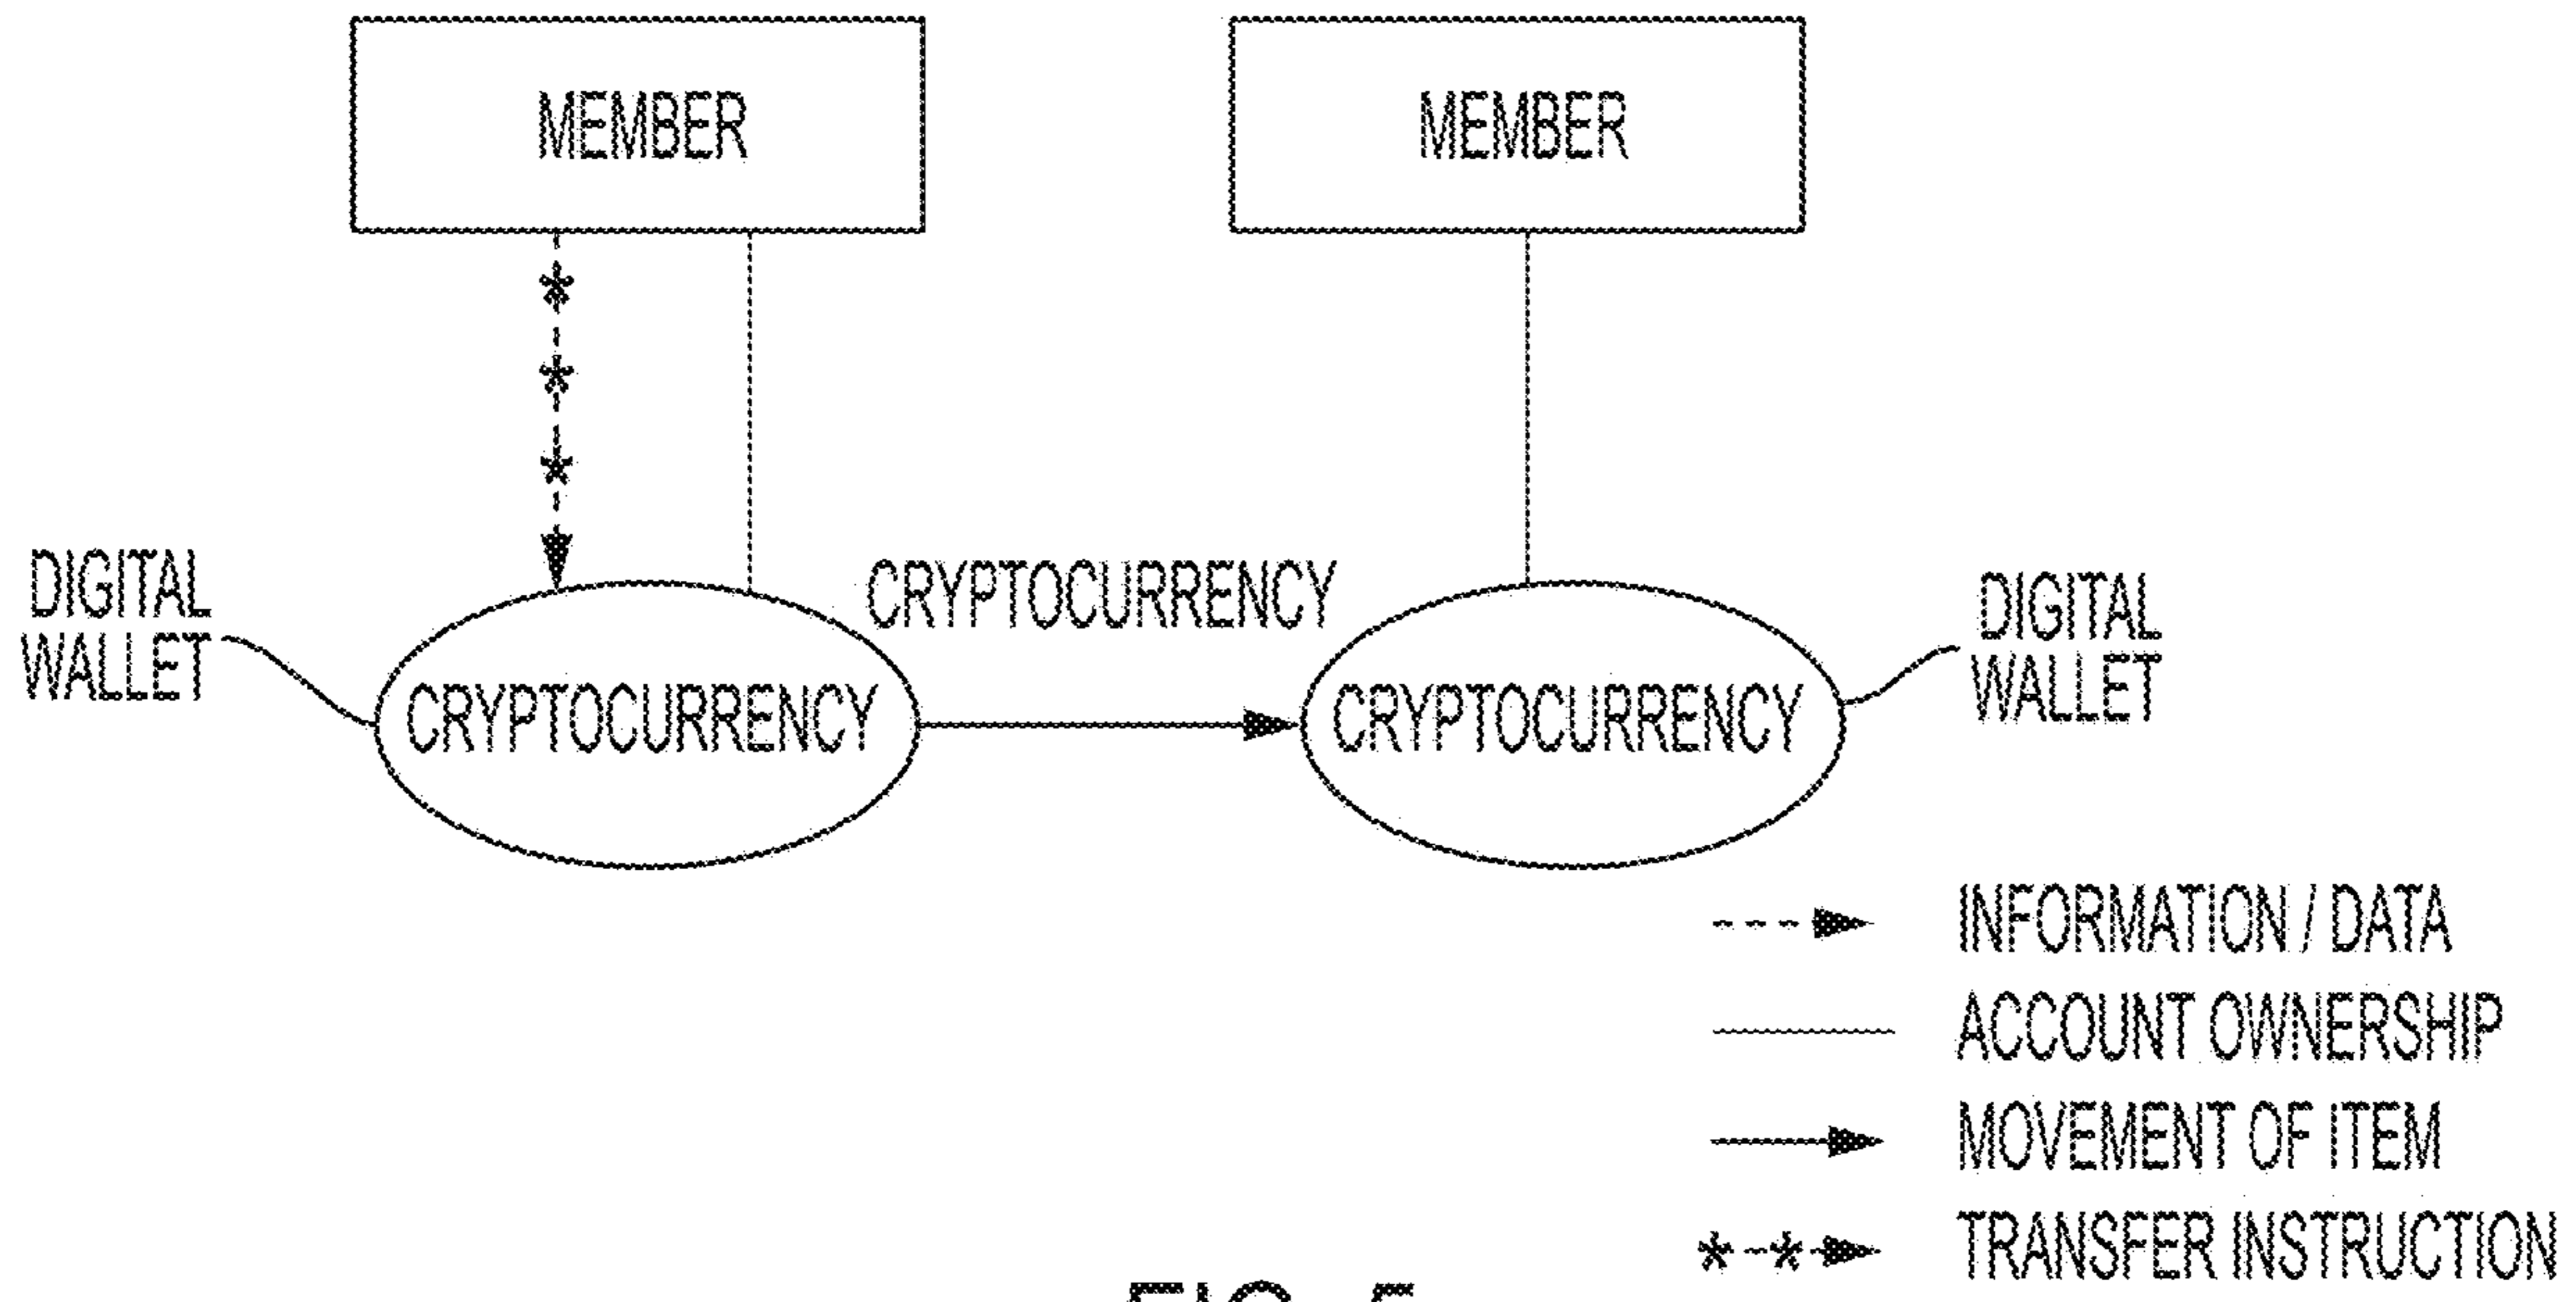 MEMBER
MEMBER
DIGITAL
WALLET
CRYPTOCURRENCY
CRYPTOCURRENCY
CRYPTOCURRENCY
DIGITAL
WALLET
INFORMATION / DATA
ACCOUNT OWNERSHIP
MOVEMENT OF ITEM
TRANSFER INSTRUCTION